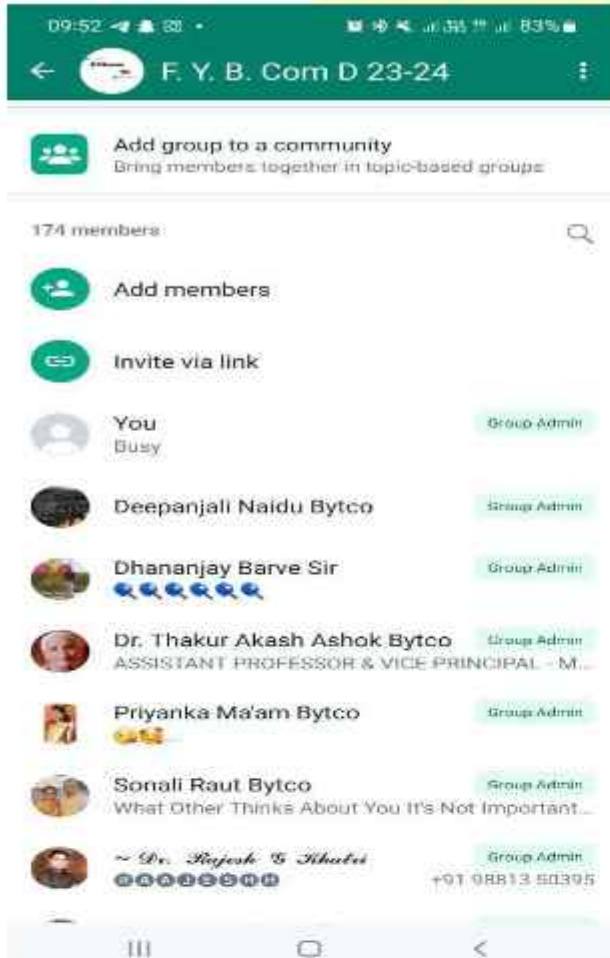 09:52
83%
F. Y. B. Com D 23-24
Add group to a community
Bring members together in topic-based groups
174 members
Add members
Invite via link
You Group Admin
Busy
Deepanjali Naidu Bytco Group Admin
Dhananjay Barve Sir Group Admin
Dr. Thakur Akash Ashok Bytco Group Admin
ASSISTANT PROFESSOR & VICE PRINCIPAL - M...
Priyanka Ma'am Bytco Group Admin
Sonali Raut Bytco Group Admin
What Other Thinks About You It's Not Important...
~ Dr. Rajesh G Khatri Group Admin
+91 98813 50395